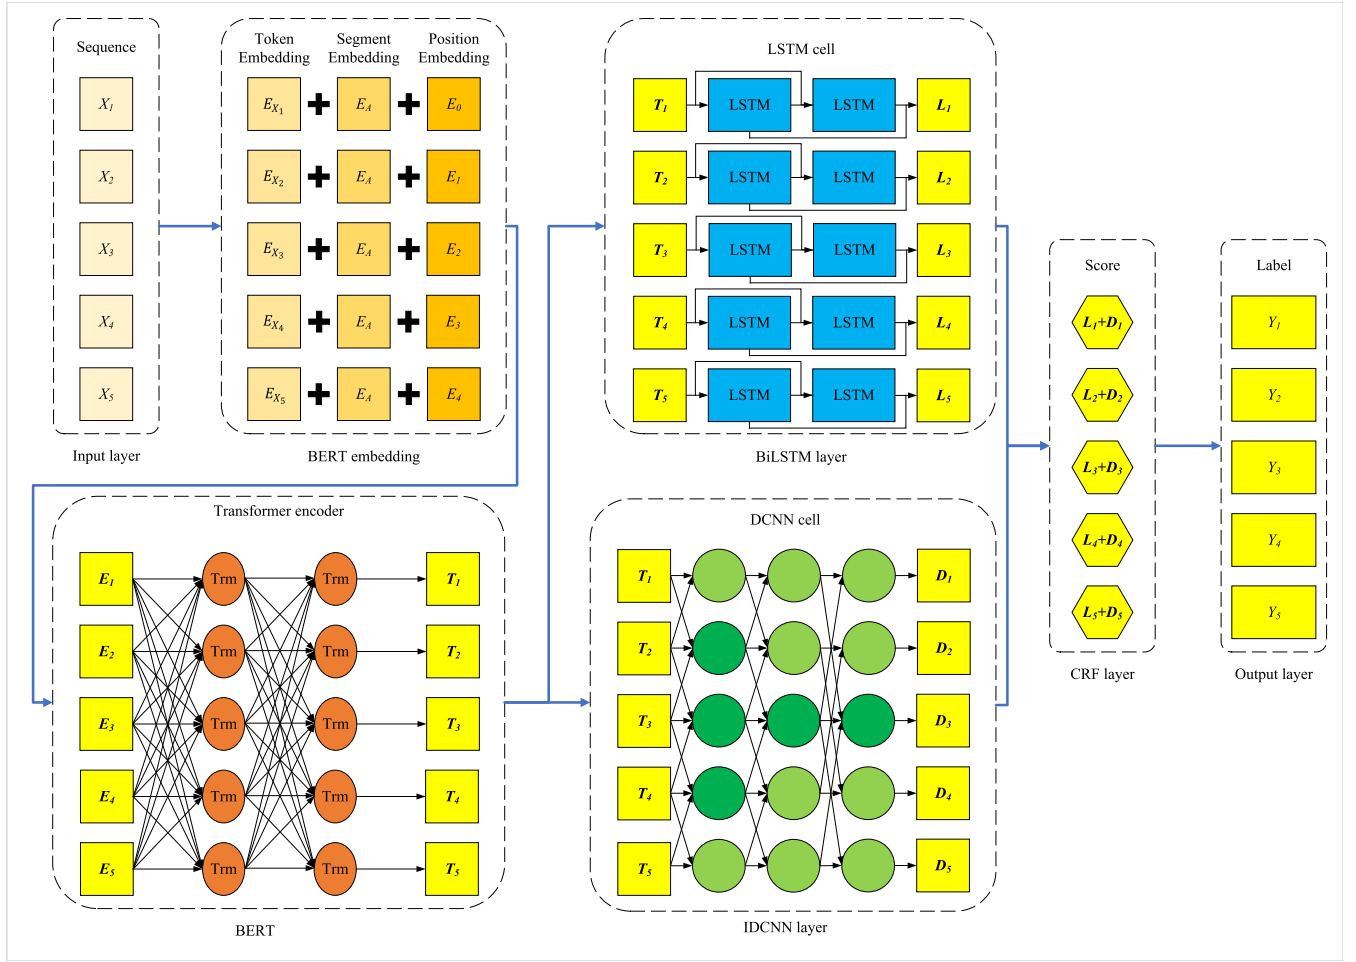 Sequence
X1
X2
X3
X4
X5
Input layer
Token Embedding
Segment Embedding
Position Embedding
EX1 + EA + E0
EX2 + EA + E1
EX3 + EA + E2
EX4 + EA + E3
EX5 + EA + E4
BERT embedding
Transformer encoder
E1 Trm Trm T1
E2 Trm Trm T2
E3 Trm Trm T3
E4 Trm Trm T4
E5 Trm Trm T5
BERT
LSTM cell
T1 LSTM LSTM L1
T2 LSTM LSTM L2
T3 LSTM LSTM L3
T4 LSTM LSTM L4
T5 LSTM LSTM L5
BiLSTM layer
DCNN cell
T1 D1
T2 D2
T3 D3
T4 D4
T5 D5
IDCNN layer
Score
L1+D1
L2+D2
L3+D3
L4+D4
L5+D5
CRF layer
Label
Y1
Y2
Y3
Y4
Y5
Output layer